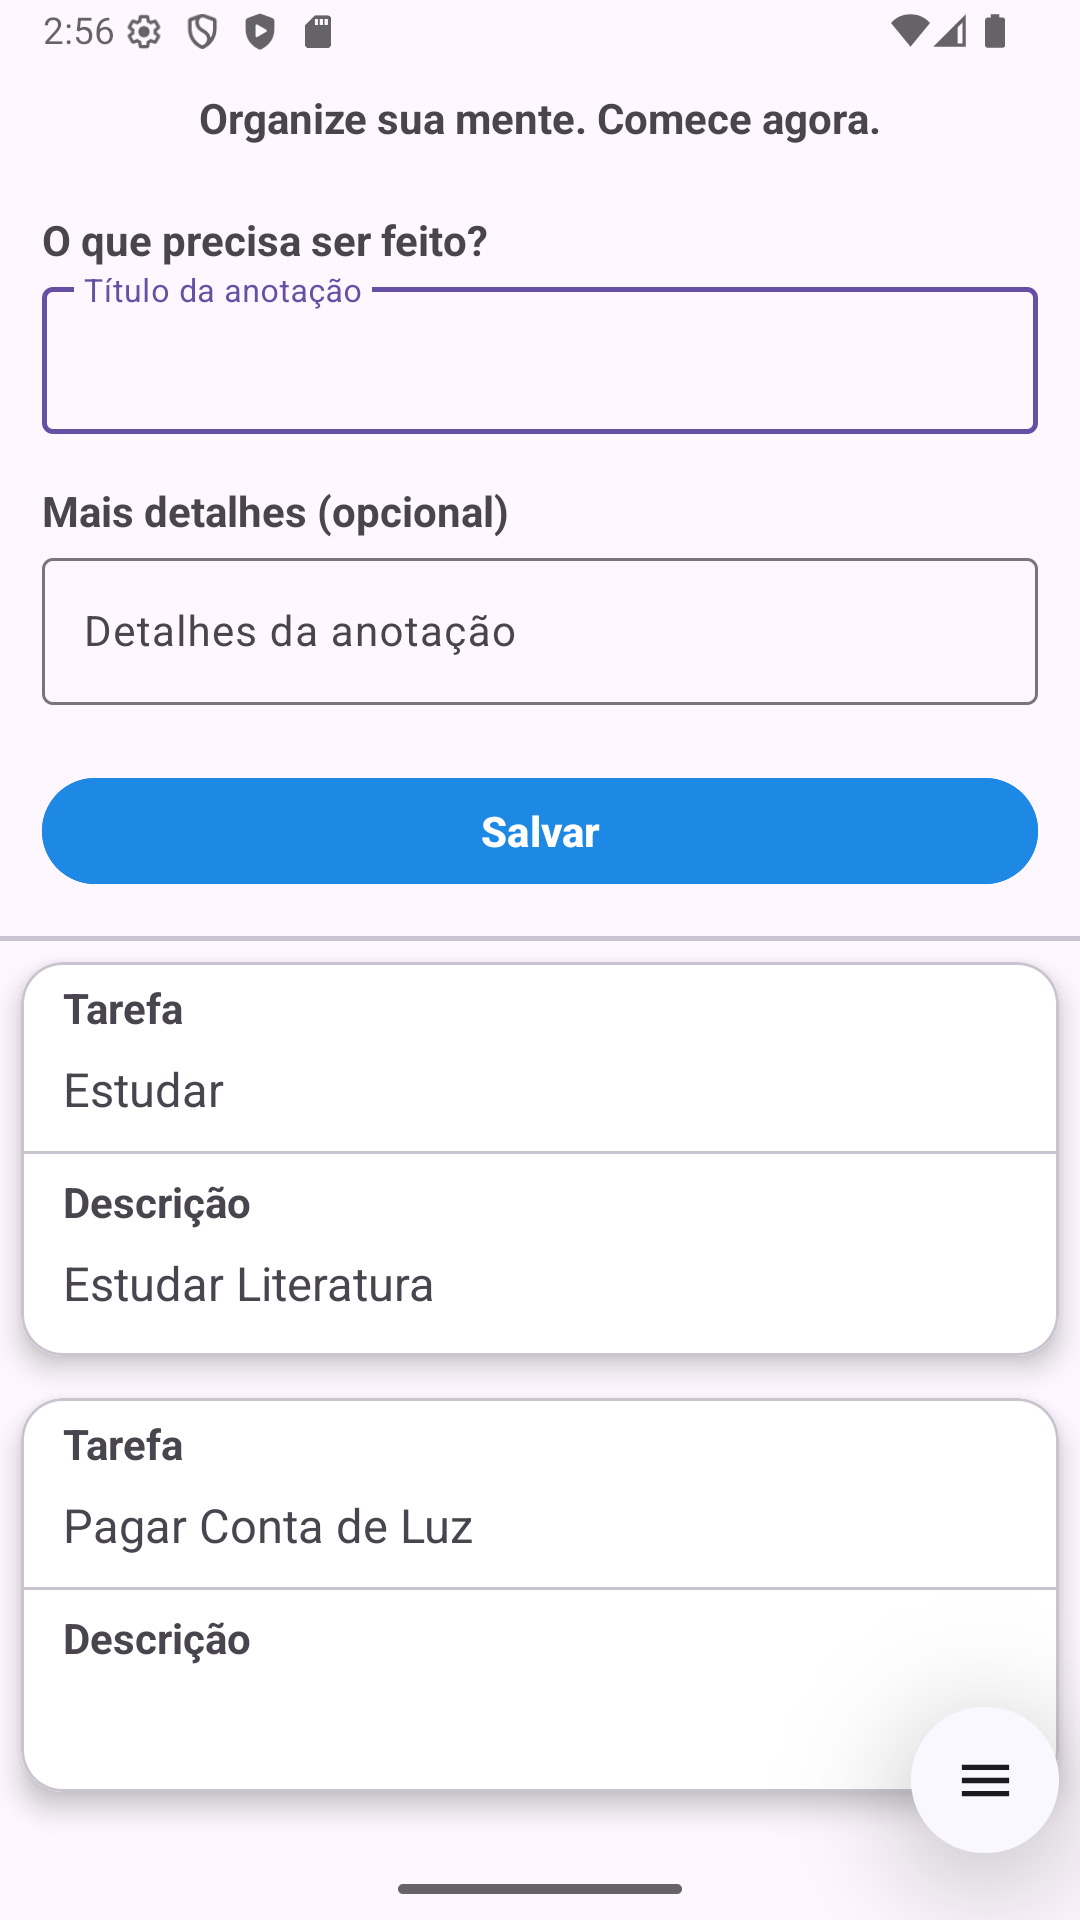 2:56
Organize sua mente. Comece agora.
O que precisa ser feito?
Título da anotação
Mais detalhes (opcional)
Detalhes da anotação
Salvar
Tarefa
Estudar
Descrição
Estudar Literatura
Tarefa
Pagar Conta de Luz
Descrição